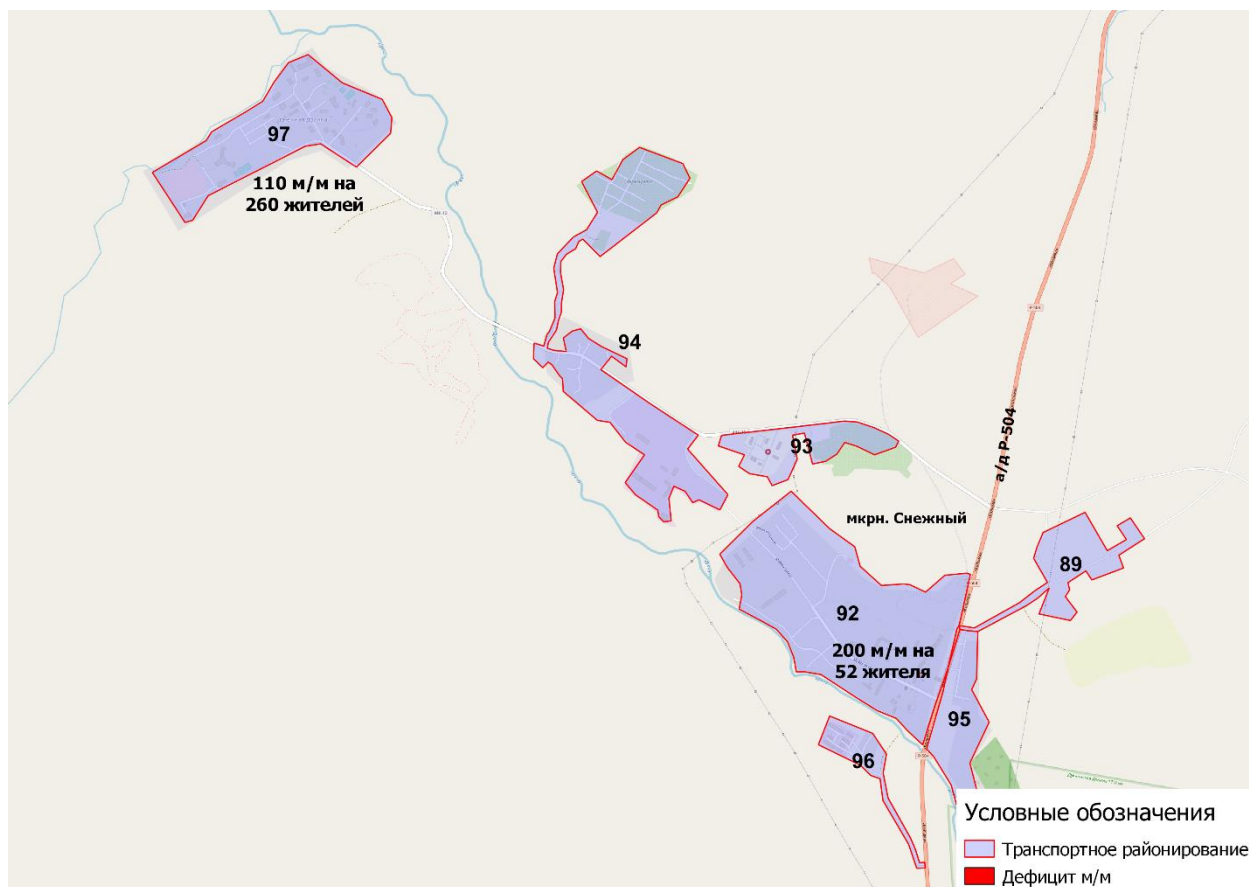 97
110 м/м на
260 жителей
94
93
а/д Р-504
мкрн. Снежный
89
92
200 м/м на
52 жителя
95
96
Условные обозначения
Транспортное районирование
Дефицит м/м